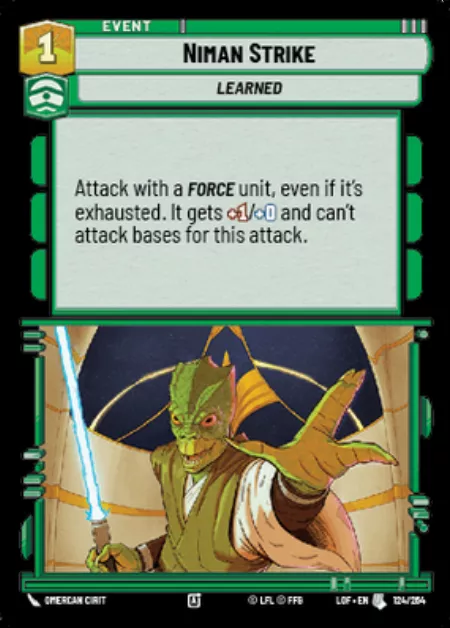 EVENT
1
NIMAN STRIKE
LEARNED
Attack with a FORCE unit, even if it's
exhausted. It gets +1/+0 and can't
attack bases for this attack.
OMERCAN CIRIT
A
© LFL © FFG
LOF • EN
124/264